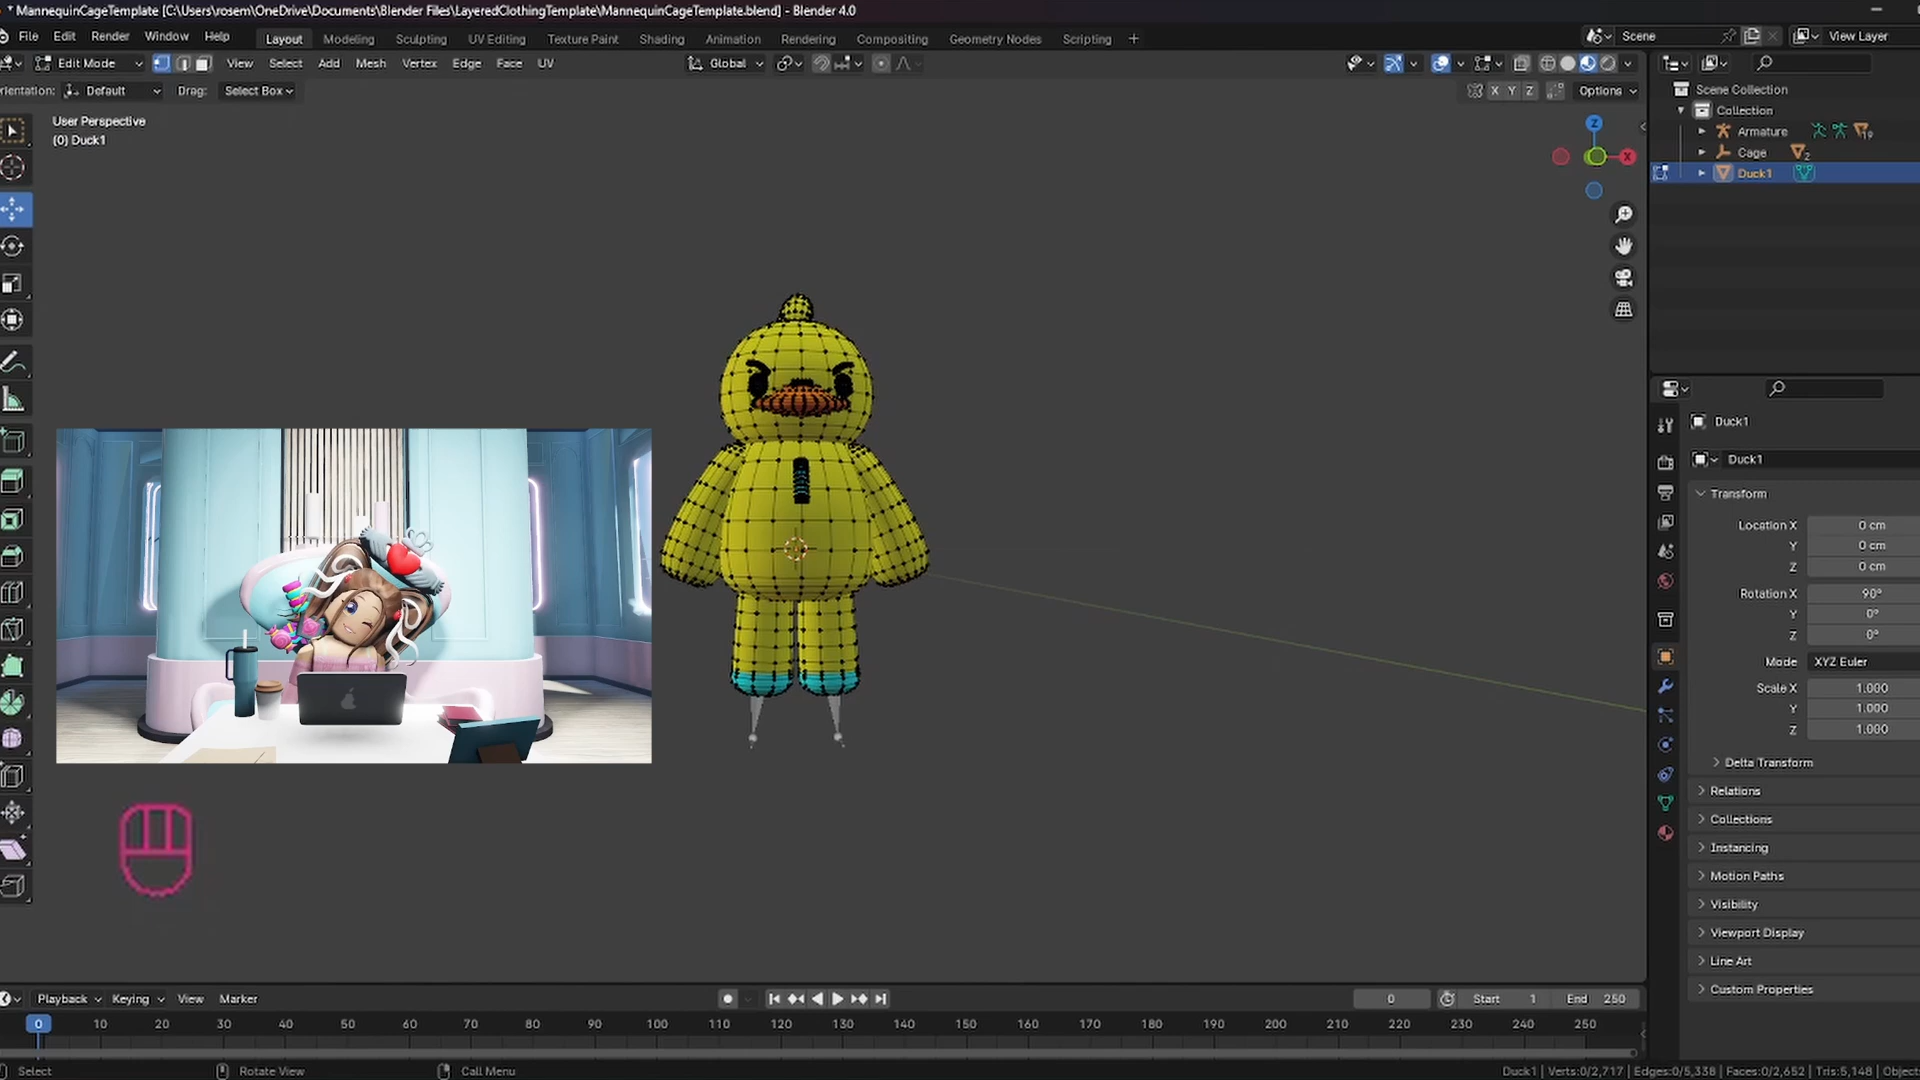 * MannequinCageTemplate [C:\Users\rosem\OneDrive\Documents\Blender Files\LayeredClothingTemplate\MannequinCageTemplate.blend] - Blender 4.0
File Edit Render Window Help Layout Modeling Sculpting UV Editing Texture Paint Shading Animation Rendering Compositing Geometry Nodes Scripting + Scene View Layer
Edit Mode View Select Add Mesh Vertex Edge Face UV Global
rientation: Default Drag: Select Box X Y Z Options
User Perspective
(0) Duck1
Z
X
Scene Collection
Collection
Armature 19
Cage 2
Duck1
Duck1
Duck1
Transform
Location X 0 cm
Y 0 cm
Z 0 cm
Rotation X 90°
Y 0°
Z 0°
Mode XYZ Euler
Scale X 1.000
Y 1.000
Z 1.000
Delta Transform
Relations
Collections
Instancing
Motion Paths
Visibility
Viewport Display
Line Art
Custom Properties
Playback Keying View Marker 0 Start 1 End 250
0 10 20 30 40 50 60 70 80 90 100 110 120 130 140 150 160 170 180 190 200 210 220 230 240 250
Select Rotate View Call Menu Duck1 | Verts:0/2,717 | Edges:0/5,338 | Faces:0/2,652 | Tris:5,148 | Object